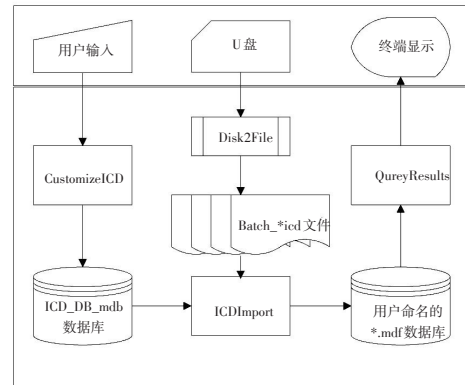 用户输入
U盘
终端显示
Disk2File
CustomizeICD
QureyResults
Batch_*icd文件
ICD_DB_mdb
数据库
ICDImport
用户命名的
*.mdf数据库